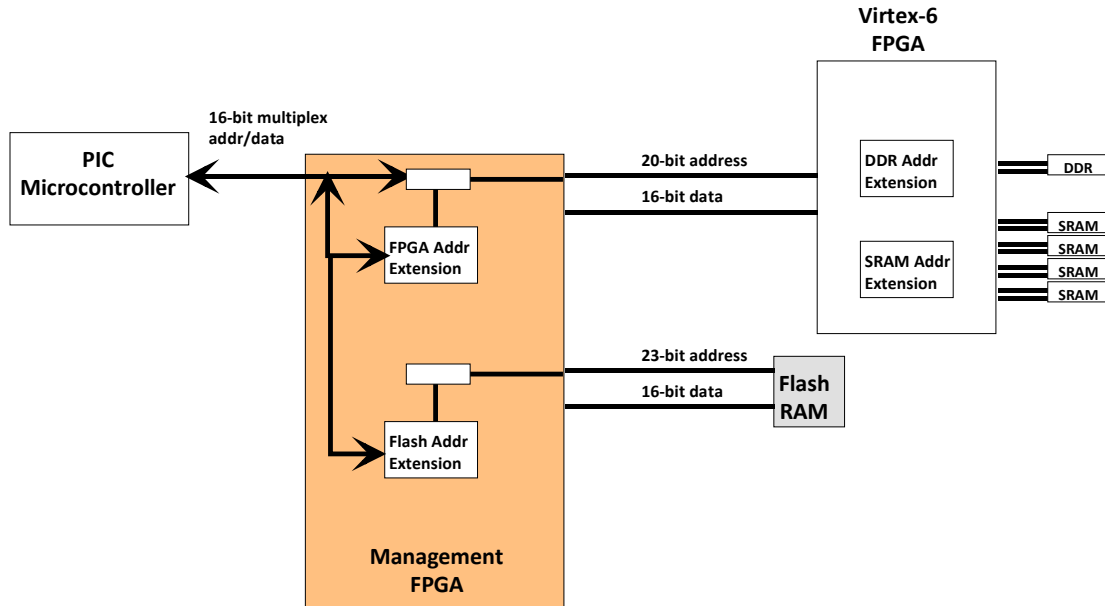 Virtex-6
FPGA
16-bit multiplex
addr/data
PIC
Microcontroller
20-bit address
16-bit data
DDR Addr
Extension
DDR
FPGA Addr
Extension
SRAM Addr
Extension
SRAM
SRAM
SRAM
SRAM
23-bit address
16-bit data
Flash
RAM
Flash Addr
Extension
Management
FPGA